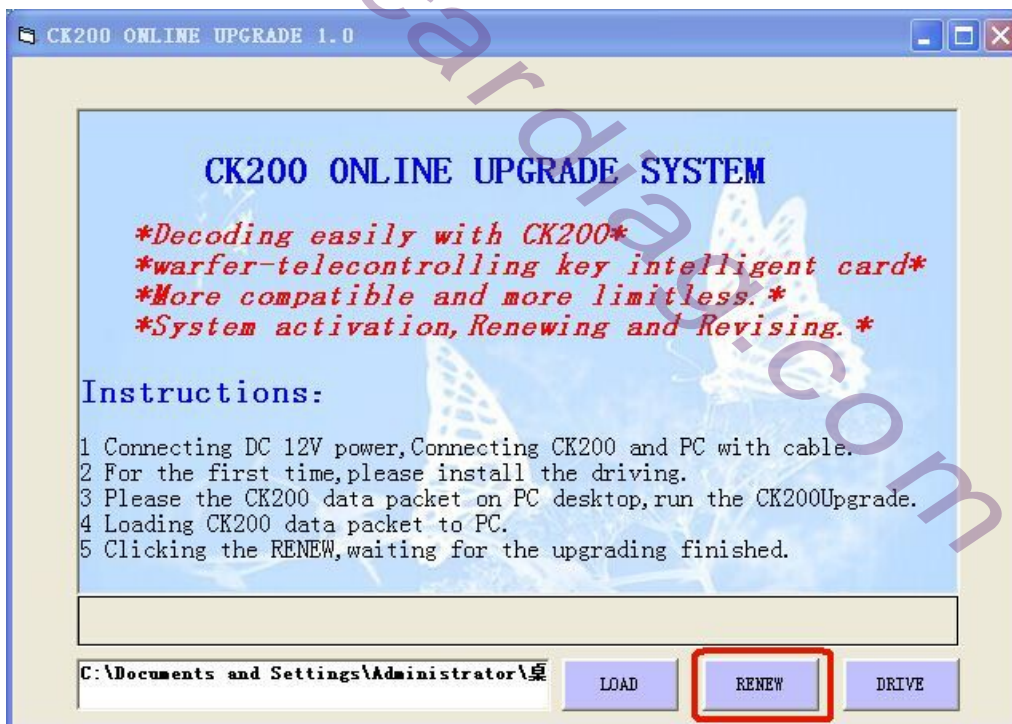 CK200 ONLINE UPGRADE 1.0
CK200 ONLINE UPGRADE SYSTEM
*Decoding easily with CK200*
*warfer-telecontrolling key intelligent card*
*More compatible and more limitless.*
*System activation,Renewing and Revising.*
Instructions:
1 Connecting DC 12V power,Connecting CK200 and PC with cable.
2 For the first time,please install the driving.
3 Please the CK200 data packet on PC desktop,run the CK200Upgrade.
4 Loading CK200 data packet to PC.
5 Clicking the RENEW,waiting for the upgrading finished.
C:\Documents and Settings\Administrator\桌
LOAD
RENEW
DRIVE
cardiag.com